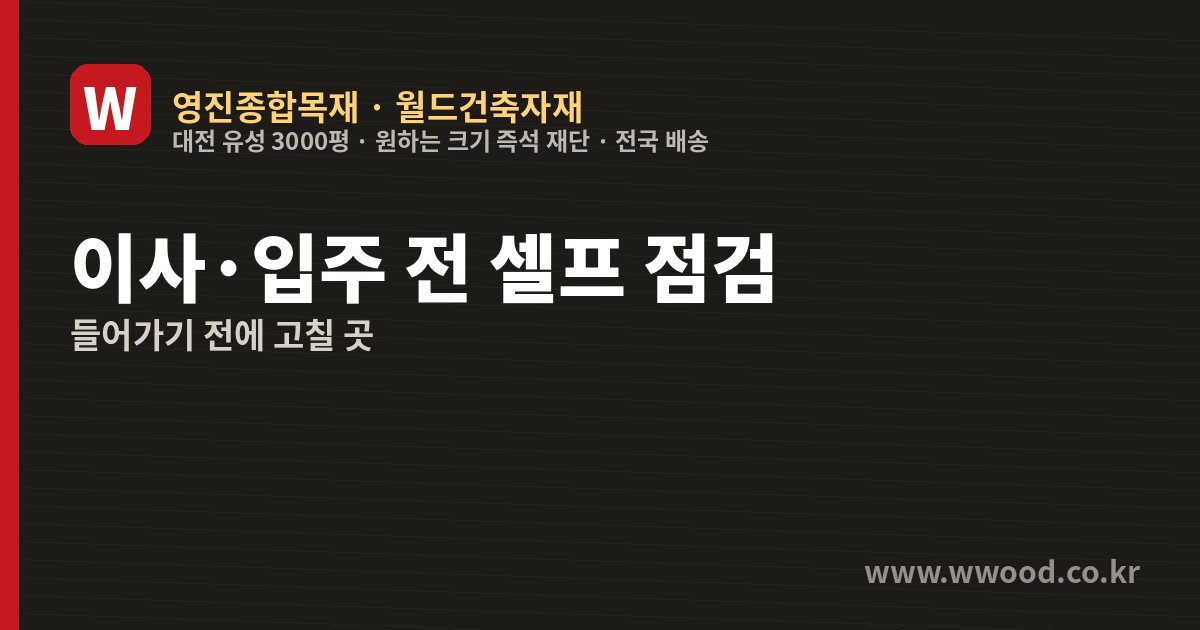 W
영진종합목재 · 월드건축자재
대전 유성 3000평 · 원하는 크기 즉석 재단 · 전국 배송
이사·입주 전 셀프 점검
들어가기 전에 고칠 곳
www.wwood.co.kr